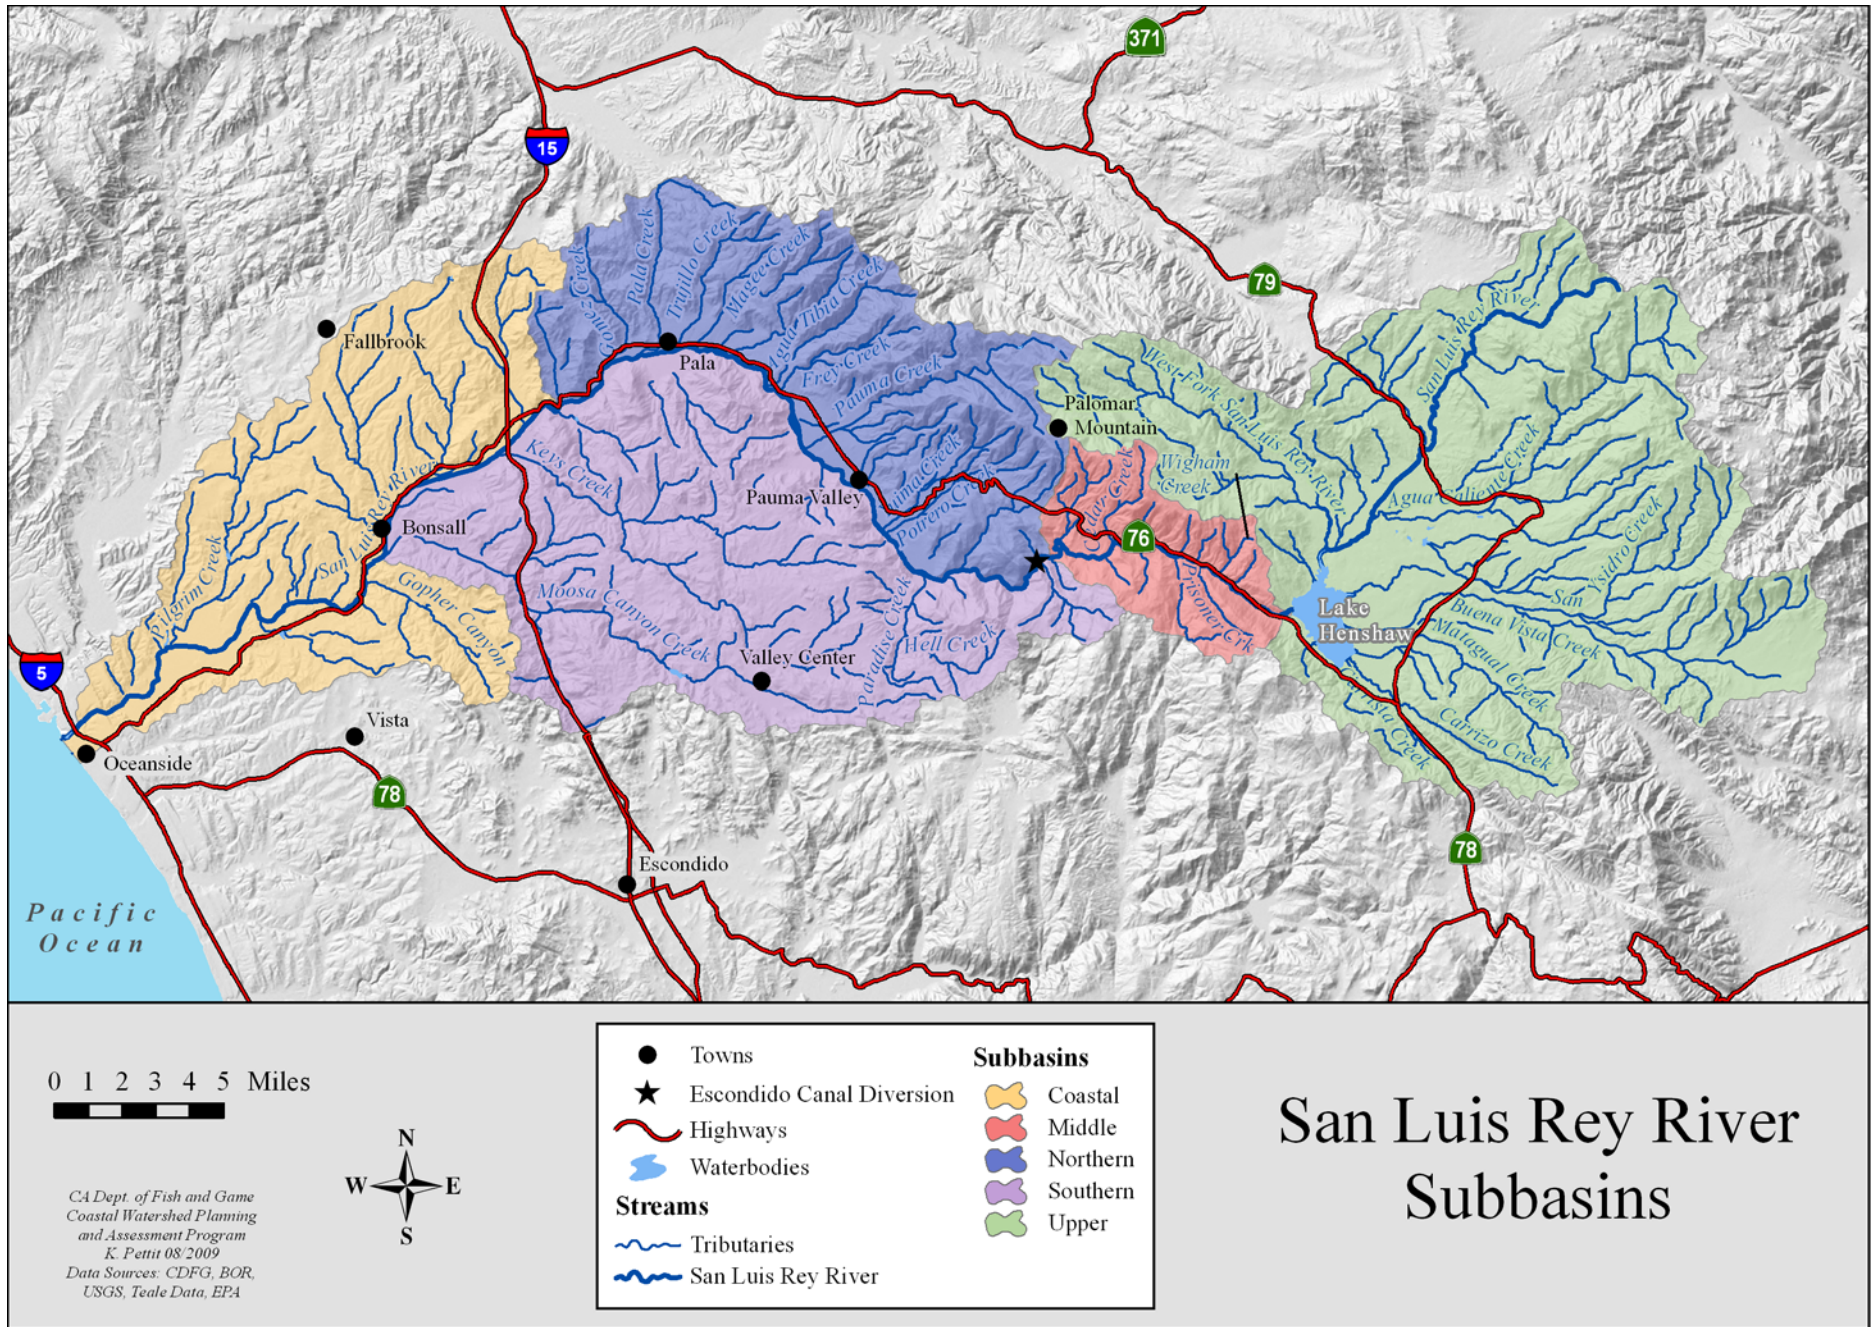 371
15
79
Gomez Creek
Pala Creek
Trujillo Creek
Magee Creek
Agua Tibia Creek
Frey Creek
Pauma Creek
San Luis Rey River
West Fork San Luis Rey River
Fallbrook
Pala
Palomar
Mountain
Keys Creek
Pauma Valley
Potrero Creek
Cedar Creek
Wigham
Creek
Agua Caliente Creek
San Luis Rey River
Bonsall
76
Pilgrim Creek
Gopher Canyon
Moosa Canyon Creek
Paradise Creek
Hell Creek
Prisoner Crk
Lake
Henshaw
San Ysidro Creek
Buena Vista Creek
Matagual Creek
Carrizo Creek
Valley Center
5
Vista
Oceanside
78
78
Escondido
Pacific
Ocean
0 1 2 3 4 5 Miles
N
W E
S
CA Dept. of Fish and Game
Coastal Watershed Planning
and Assessment Program
K. Pettit 08/2009
Data Sources: CDFG, BOR,
USGS, Teale Data, EPA
Towns
Escondido Canal Diversion
Highways
Waterbodies
Streams
Tributaries
San Luis Rey River
Subbasins
Coastal
Middle
Northern
Southern
Upper
San Luis Rey River
Subbasins